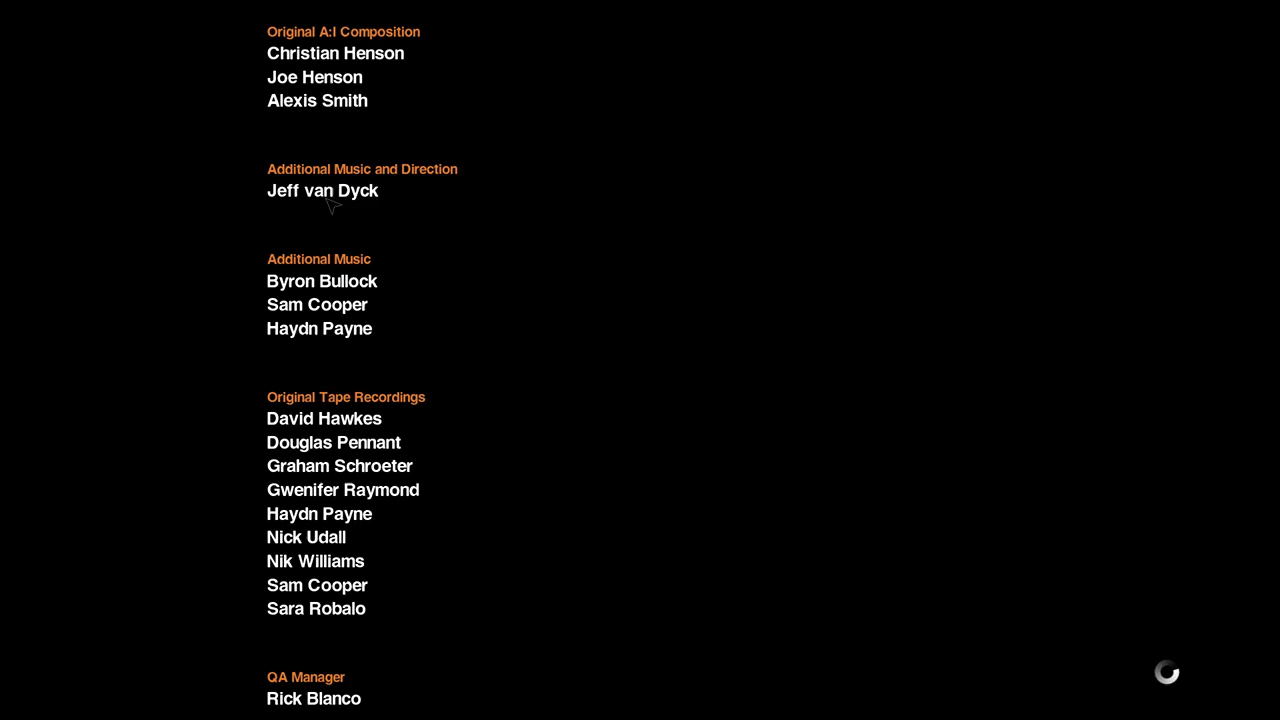 Original A:I Composition
Christian Henson
Joe Henson
Alexis Smith
Additional Music and Direction
Jeff van Dyck
Additional Music
Byron Bullock
Sam Cooper
Haydn Payne
Original Tape Recordings
David Hawkes
Douglas Pennant
Graham Schroeter
Gwenifer Raymond
Haydn Payne
Nick Udall
Nik Williams
Sam Cooper
Sara Robalo
QA Manager
Rick Blanco